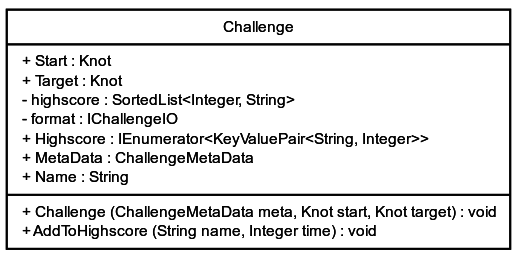 Challenge
+ Start : Knot
+ Target : Knot
- highscore : SortedList<Integer, String>
- format : IChallengeIO
+ Highscore : IEnumerator<KeyValuePair<String, Integer>>
+ MetaData : ChallengeMetaData
+ Name : String
+ Challenge (ChallengeMetaData meta, Knot start, Knot target) : void
+ AddToHighscore (String name, Integer time) : void